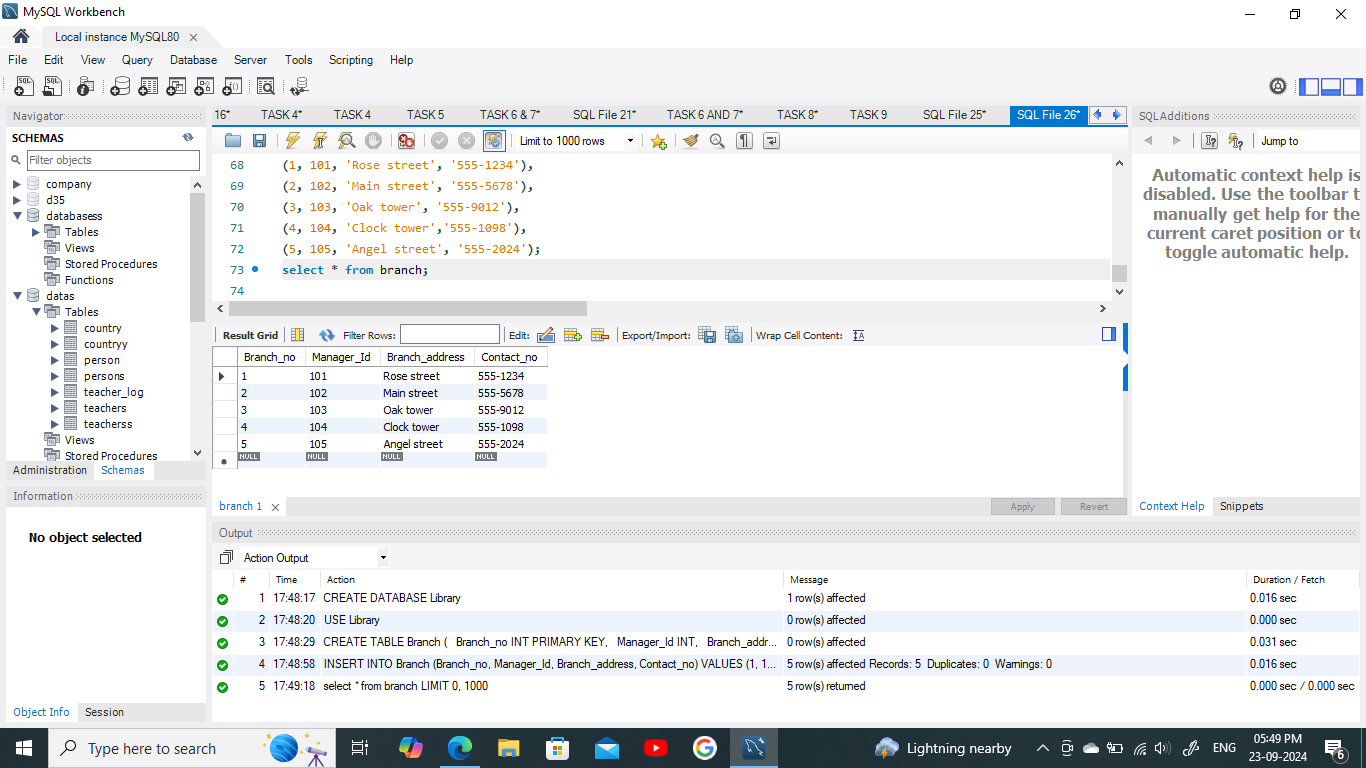 MySQL Workbench
Local instance MySQL80
File Edit View Query Database Server Tools Scripting Help
Navigator
SCHEMAS
Filter objects
company
d35
databasess
Tables
Views
Stored Procedures
Functions
datas
Tables
country
countryy
person
persons
teacher_log
teachers
teacherss
Views
Stored Procedures
Administration Schemas
Information
No object selected
Object Info Session
16* TASK 4* TASK 4 TASK 5 TASK 6 & 7* SQL File 21* TASK 6 AND 7* TASK 8* TASK 9 SQL File 25* SQL File 26*
Limit to 1000 rows
68 (1, 101, 'Rose street', '555-1234'),
69 (2, 102, 'Main street', '555-5678'),
70 (3, 103, 'Oak tower', '555-9012'),
71 (4, 104, 'Clock tower','555-1098'),
72 (5, 105, 'Angel street', '555-2024');
73 select * from branch;
74
Result Grid Filter Rows: Edit: Export/Import: Wrap Cell Content:
Branch_no Manager_Id Branch_address Contact_no
1 101 Rose street 555-1234
2 102 Main street 555-5678
3 103 Oak tower 555-9012
4 104 Clock tower 555-1098
5 105 Angel street 555-2024
NULL NULL NULL NULL
branch 1 Apply Revert
SQLAdditions
Jump to
Automatic context help is
disabled. Use the toolbar t
manually get help for the
current caret position or to
toggle automatic help.
Context Help Snippets
Output
Action Output
# Time Action Message Duration / Fetch
1 17:48:17 CREATE DATABASE Library 1 row(s) affected 0.016 sec
2 17:48:20 USE Library 0 row(s) affected 0.000 sec
3 17:48:29 CREATE TABLE Branch ( Branch_no INT PRIMARY KEY, Manager_Id INT, Branch_addr... 0 row(s) affected 0.031 sec
4 17:48:58 INSERT INTO Branch (Branch_no, Manager_Id, Branch_address, Contact_no) VALUES (1, 1... 5 row(s) affected Records: 5 Duplicates: 0 Warnings: 0 0.016 sec
5 17:49:18 select * from branch LIMIT 0, 1000 5 row(s) returned 0.000 sec / 0.000 sec
Type here to search
Lightning nearby
ENG
05:49 PM
23-09-2024
6